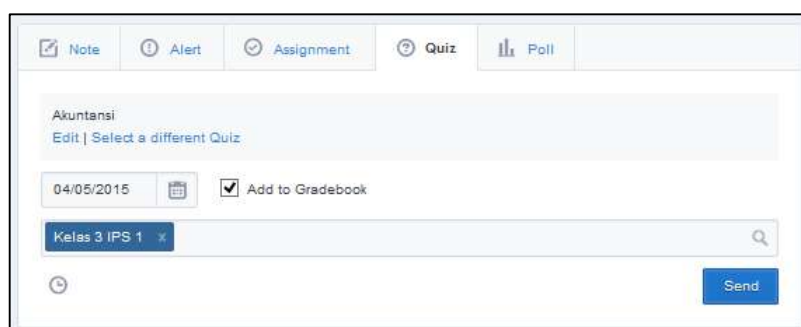 Note Alert Assignment Quiz Poll
Akuntansi
Edit | Select a different Quiz
04/05/2015 Add to Gradebook
Kelas 3 IPS 1 x
Send